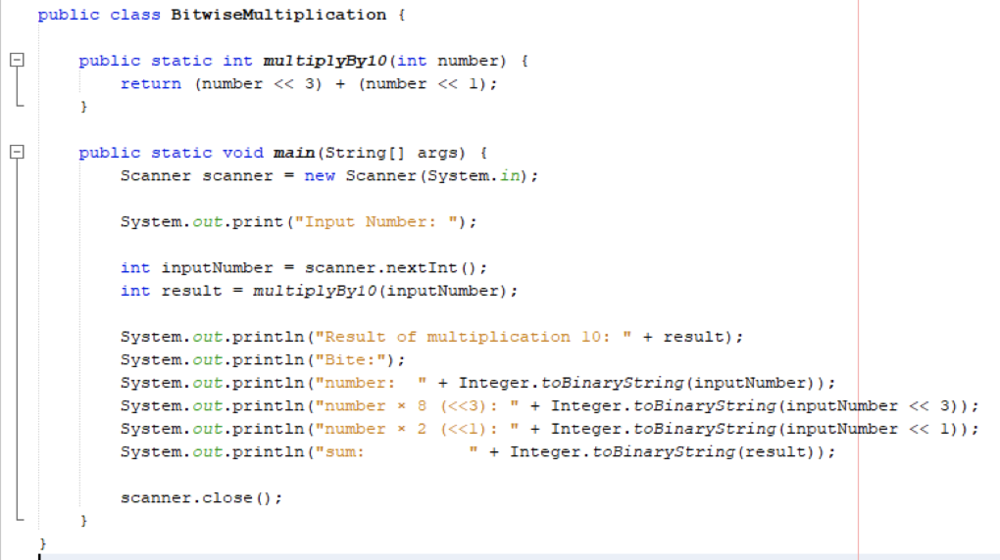 public class BitwiseMultiplication {
public static int multiplyBy10(int number) {
return (number << 3) + (number << 1);
}
public static void main(String[] args) {
Scanner scanner = new Scanner(System.in);
System.out.print("Input Number: ");
int inputNumber = scanner.nextInt();
int result = multiplyBy10(inputNumber);
System.out.println("Result of multiplication 10: " + result);
System.out.println("Bite:");
System.out.println("number:  " + Integer.toBinaryString(inputNumber));
System.out.println("number × 8 (<<3): " + Integer.toBinaryString(inputNumber << 3));
System.out.println("number × 2 (<<1): " + Integer.toBinaryString(inputNumber << 1));
System.out.println("sum:          " + Integer.toBinaryString(result));
scanner.close();
}
}